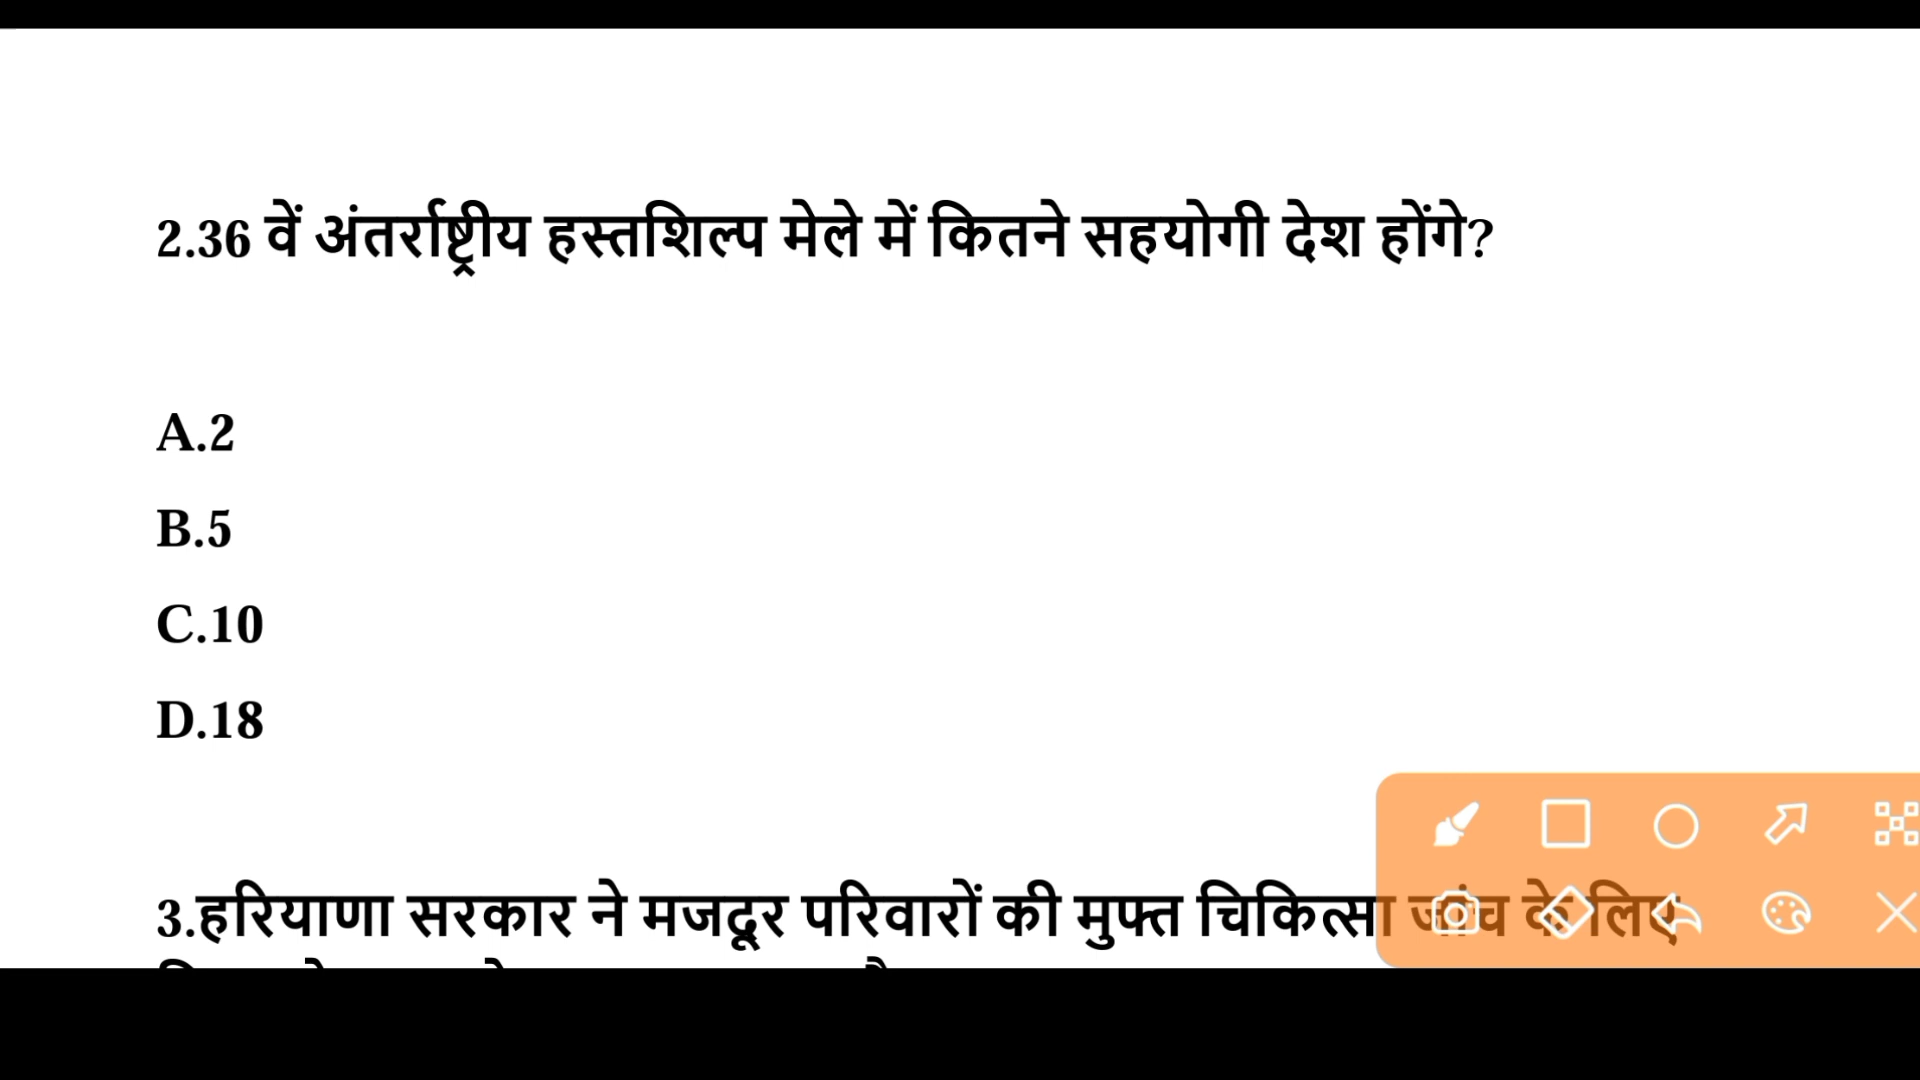 2.36 वें अंतर्राष्ट्रीय हस्तशिल्प मेले में कितने सहयोगी देश होंगे?
A.2
B.5
C.10
D.18
3.हरियाणा सरकार ने मजदूर परिवारों की मुफ्त चिकित्सा जांच के लिए